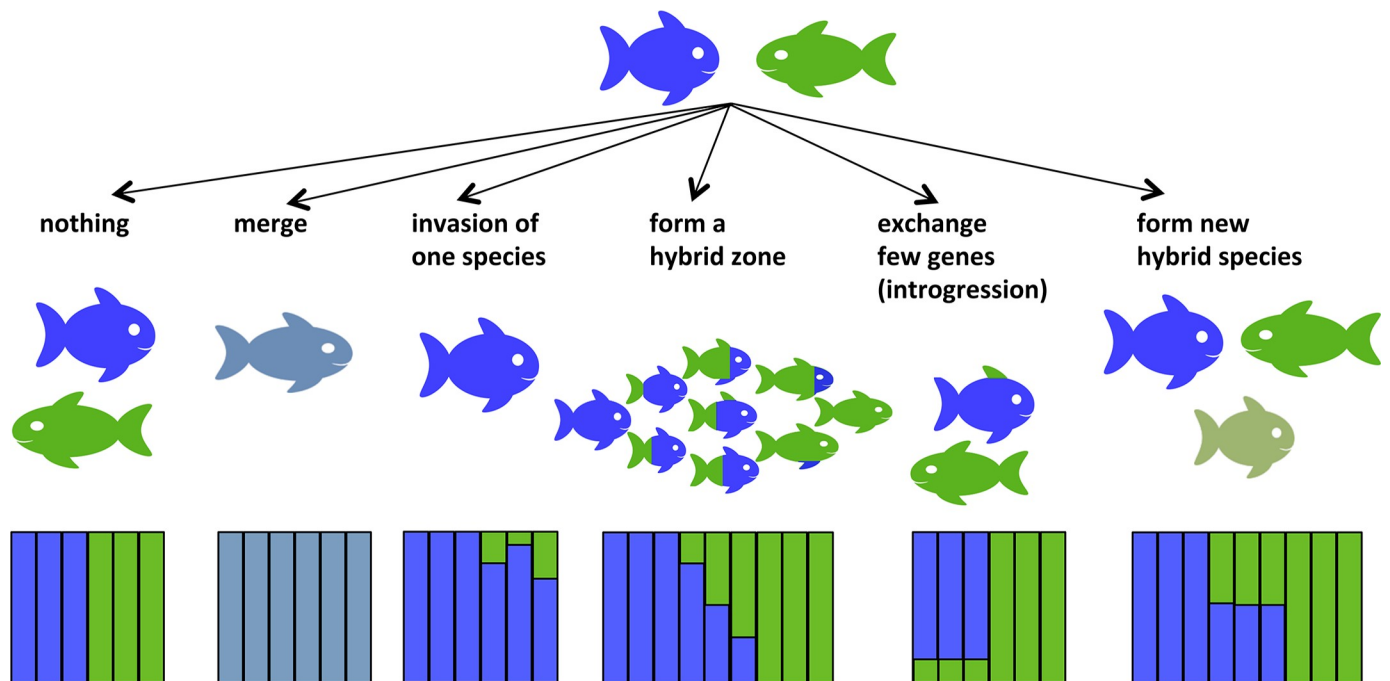 nothing
merge
invasion of
one species
form a
hybrid zone
exchange
few genes
(introgression)
form new
hybrid species